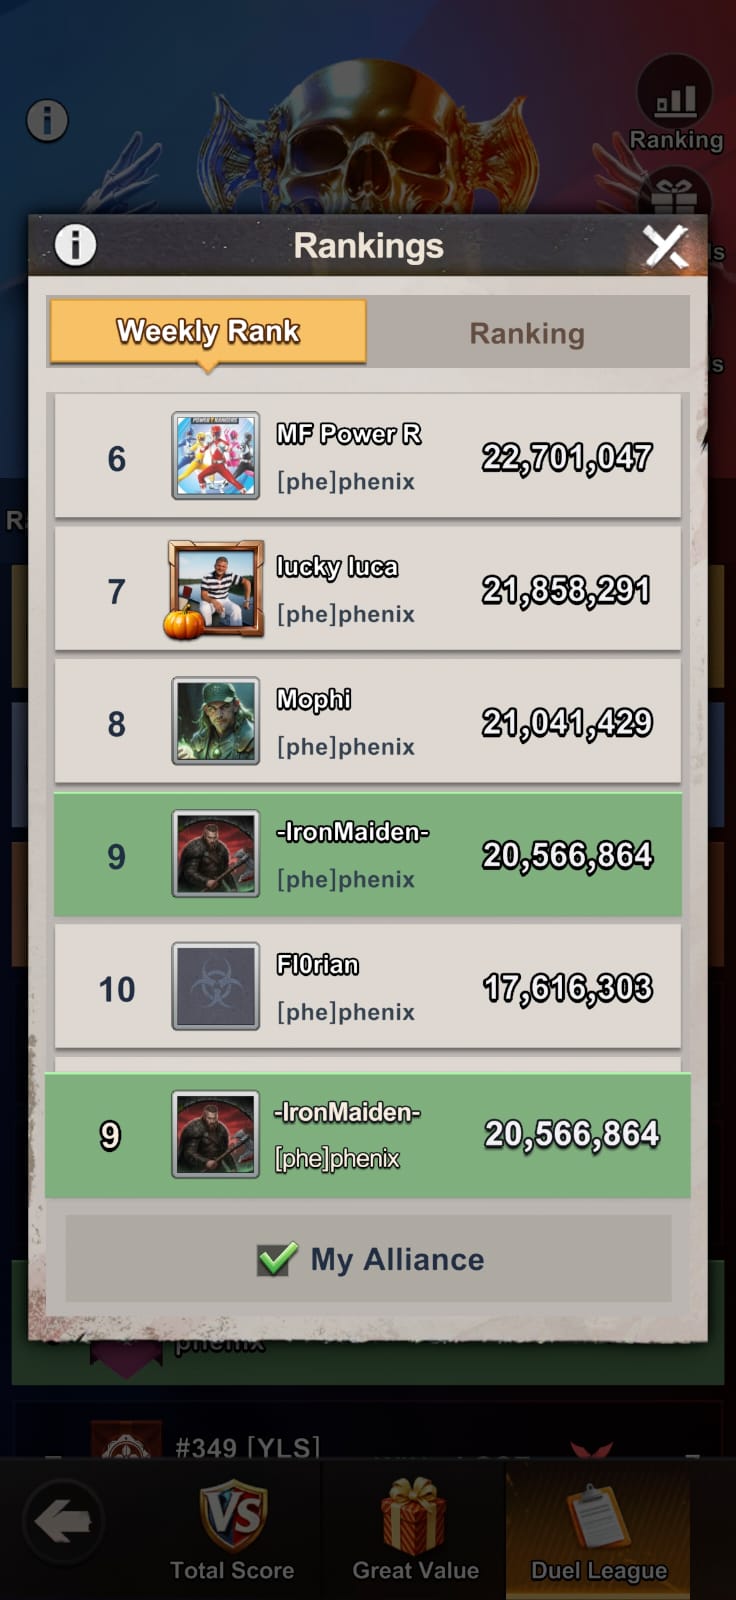 Ranking
Rankings
Weekly Rank
Ranking
6
MF Power R
[phe]phenix
22,701,047
7
lucky luca
[phe]phenix
21,858,291
8
Mophi
[phe]phenix
21,041,429
9
-IronMaiden-
[phe]phenix
20,566,864
10
Fl0rian
[phe]phenix
17,616,303
9
-IronMaiden-
[phe]phenix
20,566,864
My Alliance
phenix
#349 [YLS]
VS
Total Score
Great Value
Duel League